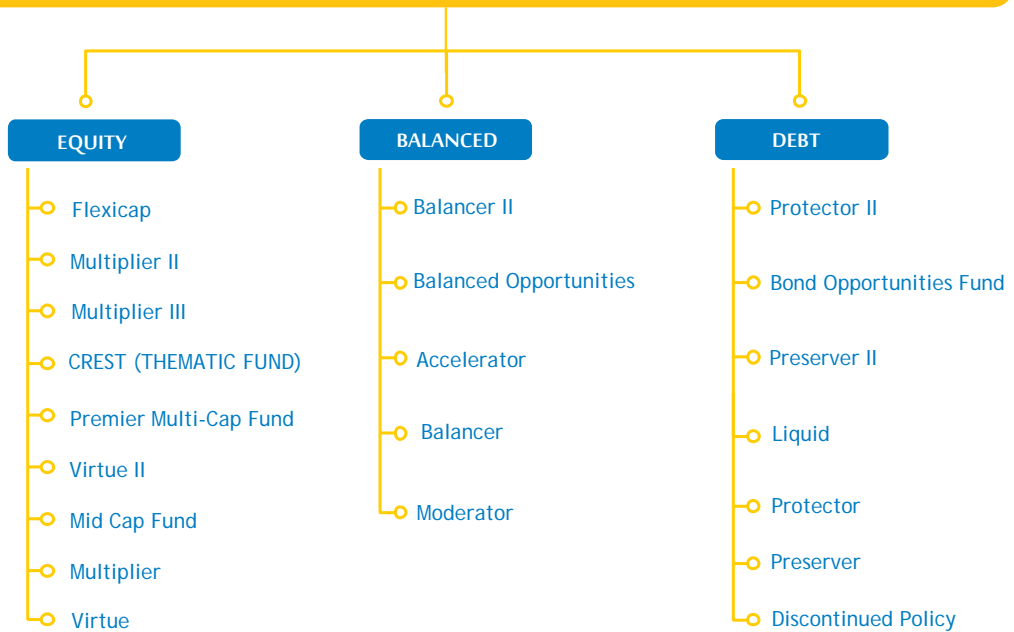 EQUITY
Flexicap
Multiplier II
Multiplier III
CREST (THEMATIC FUND)
Premier Multi-Cap Fund
Virtue II
Mid Cap Fund
Multiplier
Virtue
BALANCED
Balancer II
Balanced Opportunities
Accelerator
Balancer
Moderator
DEBT
Protector II
Bond Opportunities Fund
Preserver II
Liquid
Protector
Preserver
Discontinued Policy